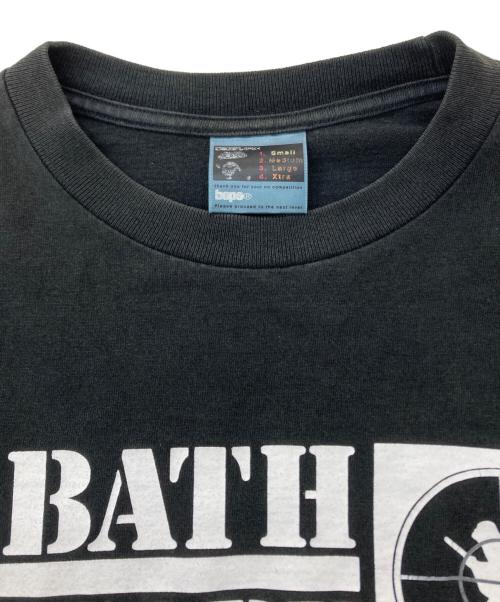 1. Small
2. Medium
3. Large
4. Xtra
thank you for your no competition
bape®
Please proceed to the next level
BATH